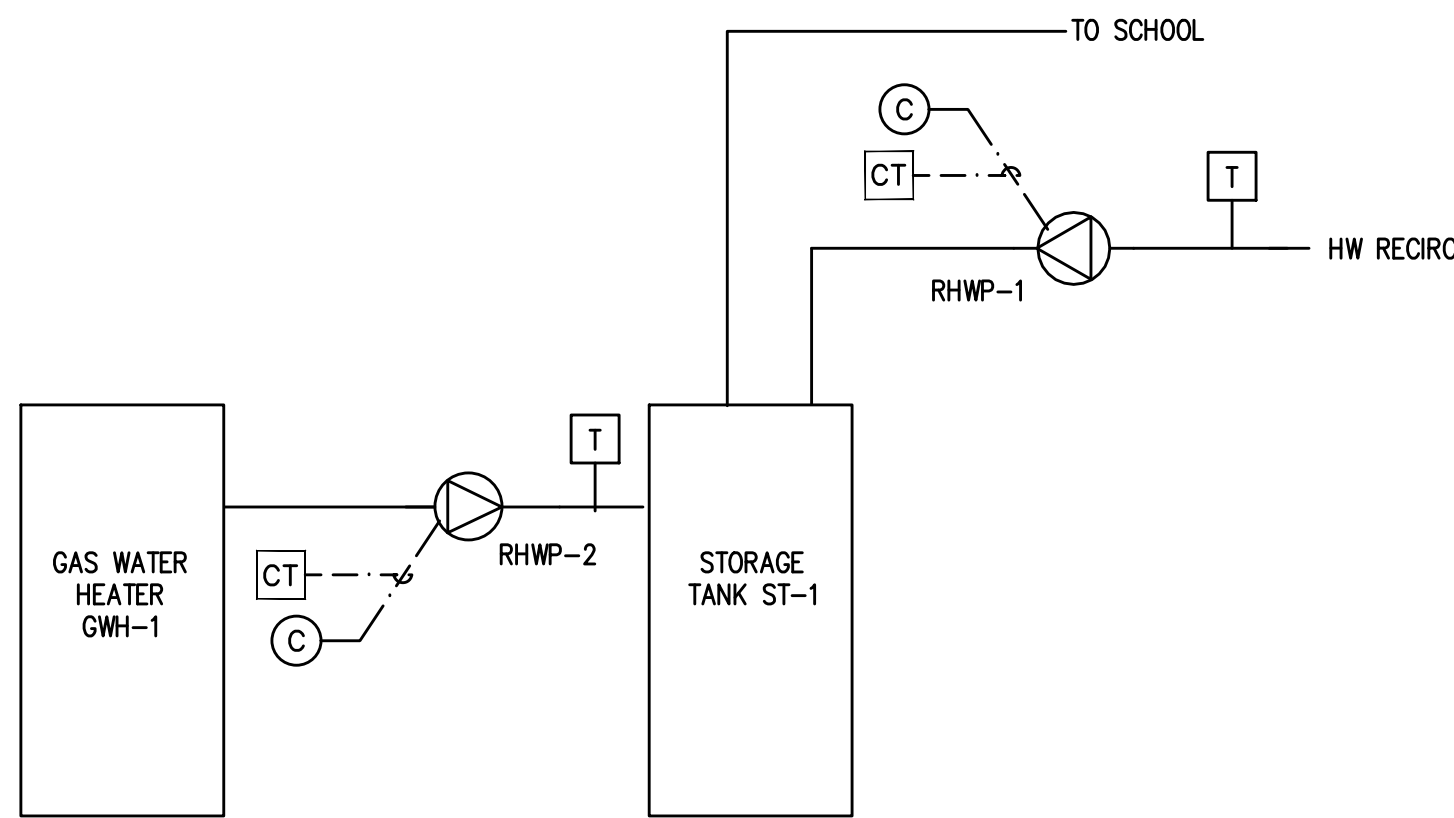 TO SCHOOL
C
CT
T
HW RECIRC
RHWP-1
T
RHWP-2
CT
C
GAS WATER
HEATER
GWH-1
STORAGE
TANK ST-1